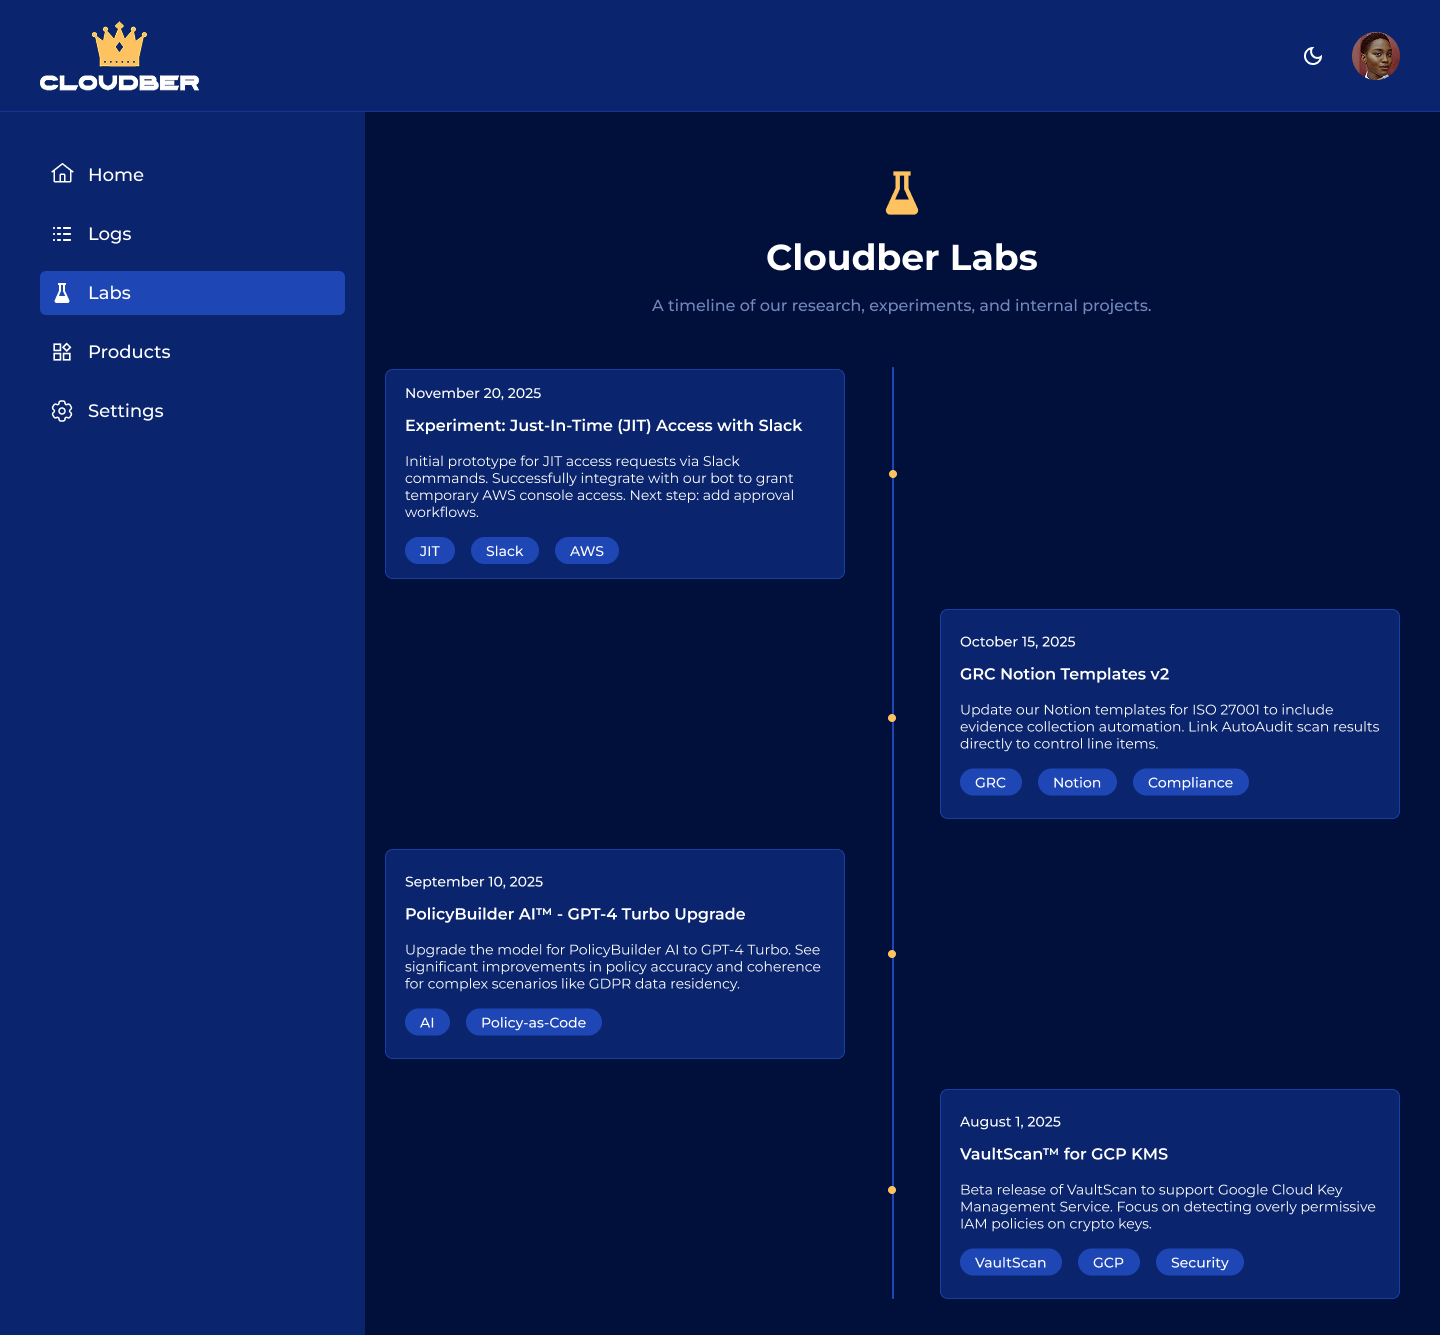 CLOUDBER
Home
Logs
Labs
Products
Settings
Cloudber Labs
A timeline of our research, experiments, and internal projects.
November 20, 2025
Experiment: Just-In-Time (JIT) Access with Slack
Initial prototype for JIT access requests via Slack
commands. Successfully integrate with our bot to grant
temporary AWS console access. Next step: add approval
workflows.
JIT Slack AWS
October 15, 2025
GRC Notion Templates v2
Update our Notion templates for ISO 27001 to include
evidence collection automation. Link AutoAudit scan results
directly to control line items.
GRC Notion Compliance
September 10, 2025
PolicyBuilder AI™ - GPT-4 Turbo Upgrade
Upgrade the model for PolicyBuilder AI to GPT-4 Turbo. See
significant improvements in policy accuracy and coherence
for complex scenarios like GDPR data residency.
AI Policy-as-Code
August 1, 2025
VaultScan™ for GCP KMS
Beta release of VaultScan to support Google Cloud Key
Management Service. Focus on detecting overly permissive
IAM policies on crypto keys.
VaultScan GCP Security